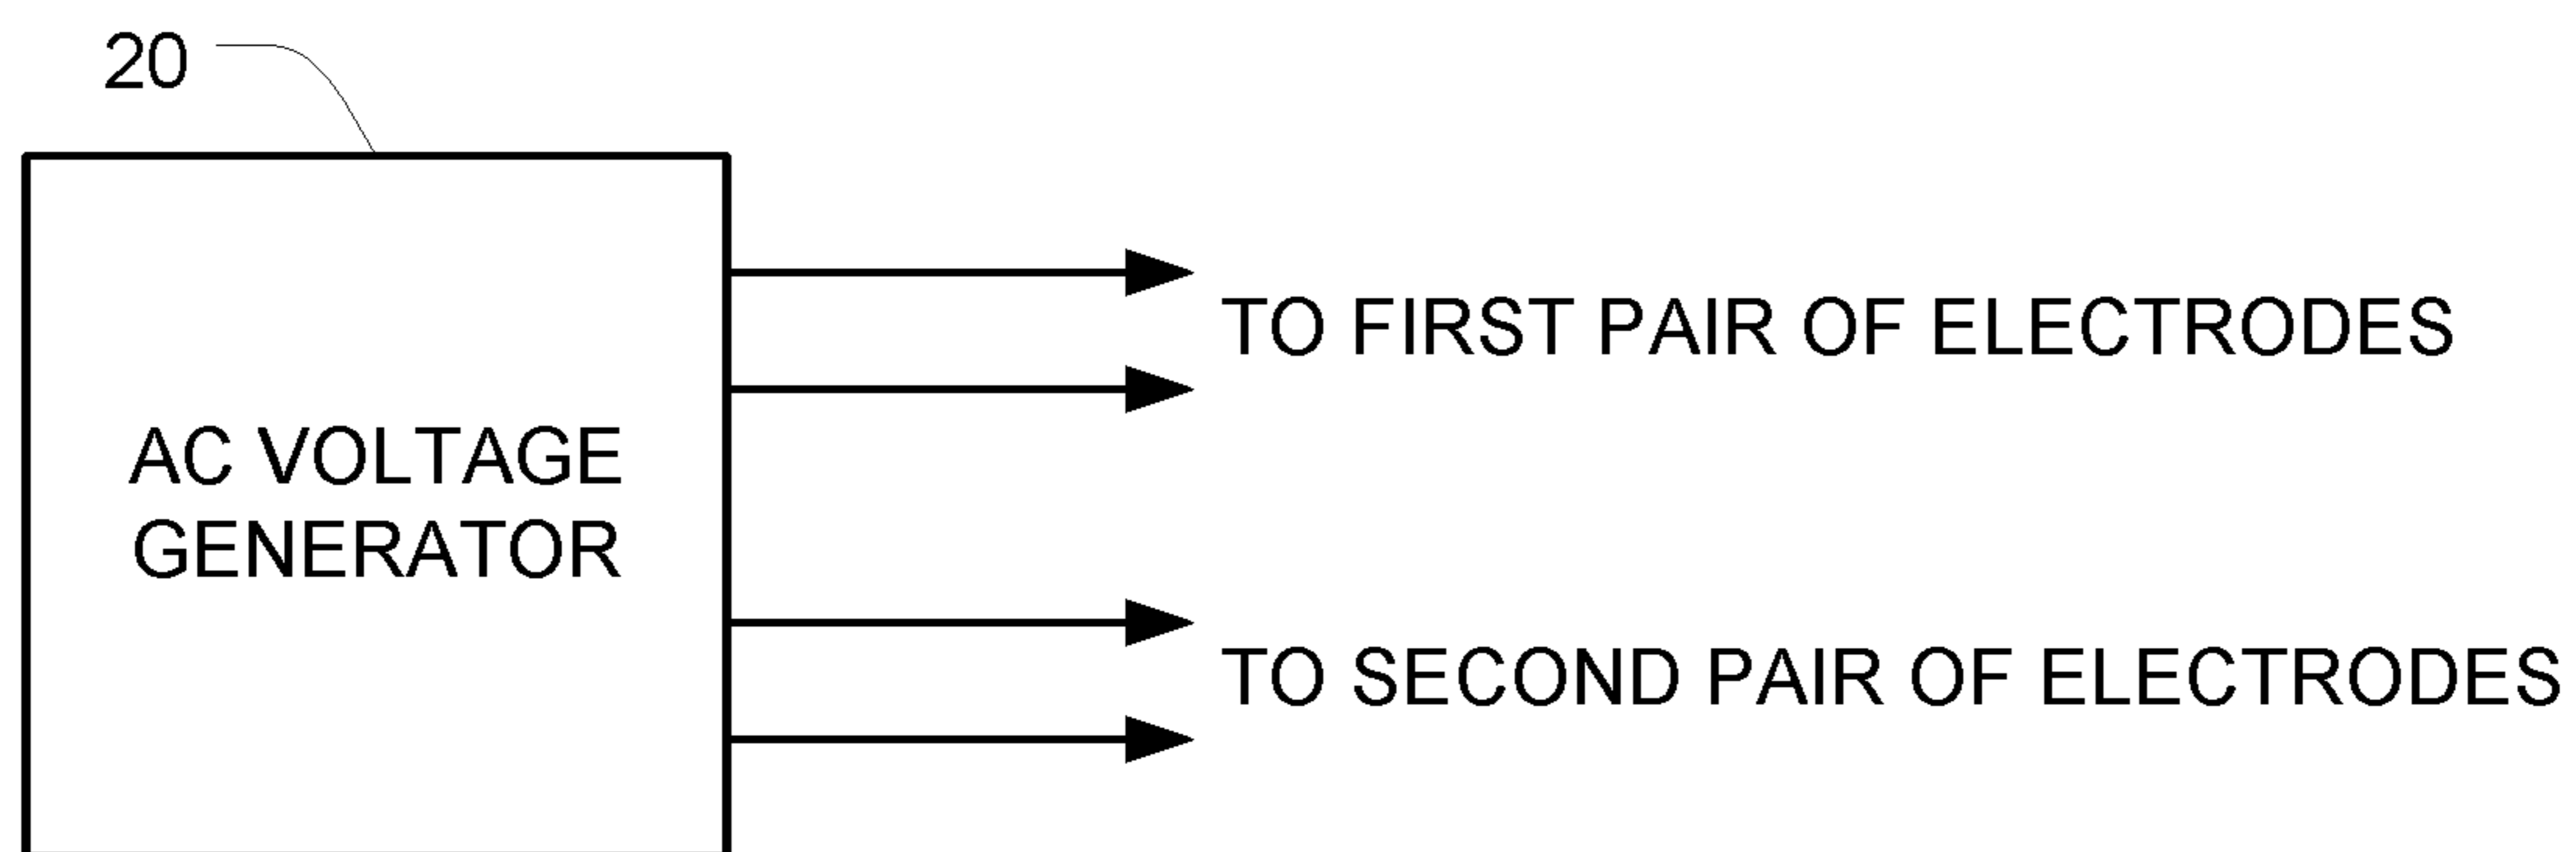 20
AC VOLTAGE
GENERATOR
TO FIRST PAIR OF ELECTRODES
TO SECOND PAIR OF ELECTRODES